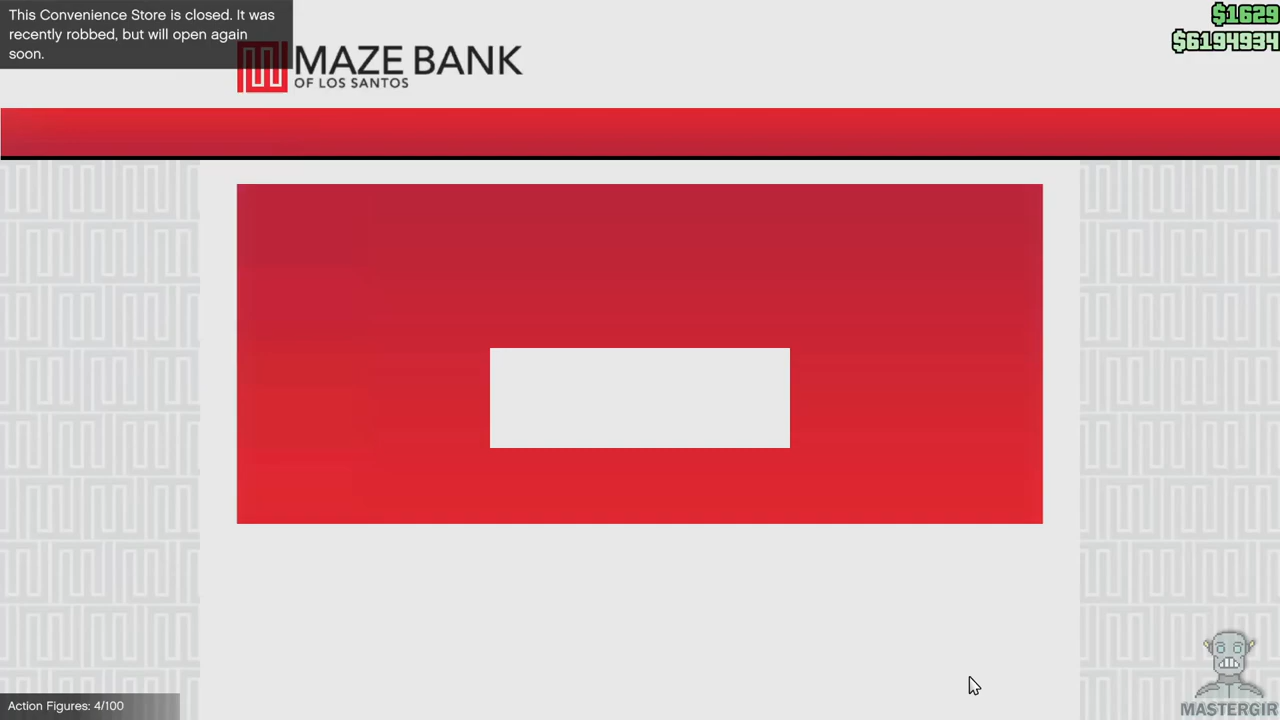 This Convenience Store is closed. It was
recently robbed, but will open again
soon.
$1629
$6194934
MAZE BANK
OF LOS SANTOS
Action Figures: 4/100
MASTERGIR